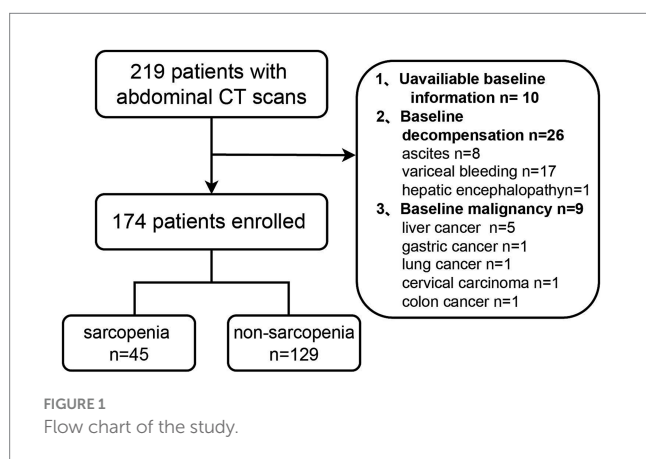 219 patients with
abdominal CT scans
1、Uavailiable baseline
information n= 10
2、Baseline
decompensation n=26
ascites n=8
variceal bleeding n=17
hepatic encephalopathyn=1
3、Baseline malignancy n=9
liver cancer n=5
gastric cancer n=1
lung cancer n=1
cervical carcinoma n=1
colon cancer n=1
174 patients enrolled
sarcopenia
n=45
non-sarcopenia
n=129
FIGURE 1
Flow chart of the study.